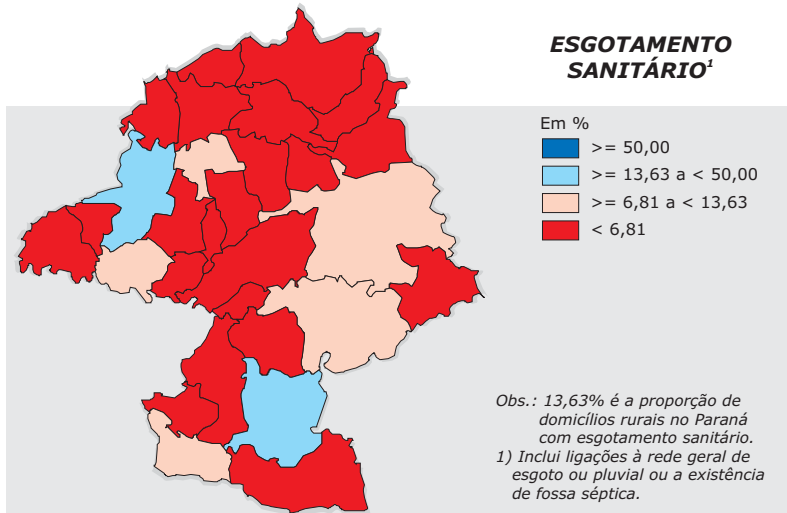 ESGOTAMENTO
SANITÁRIO¹
Em %
>= 50,00
>= 13,63 a < 50,00
>= 6,81 a < 13,63
< 6,81
Obs.: 13,63% é a proporção de
domicílios rurais no Paraná
com esgotamento sanitário.
1) Inclui ligações à rede geral de
esgoto ou pluvial ou a existência
de fossa séptica.